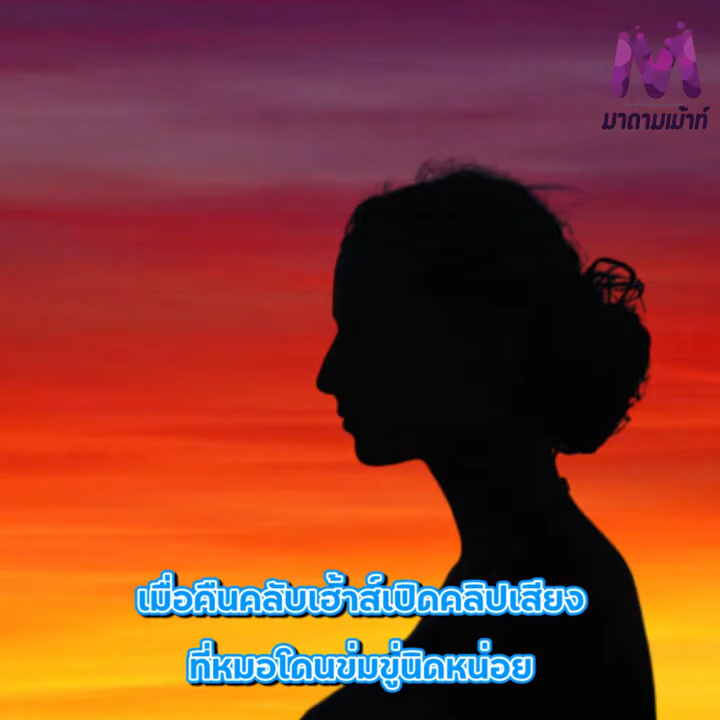 M
มาดามเม้าท์
เมื่อคืนคลับเฮ้าส์เปิดคลิปเสียง
ที่หมอโดนข่มขู่นิดหน่อย